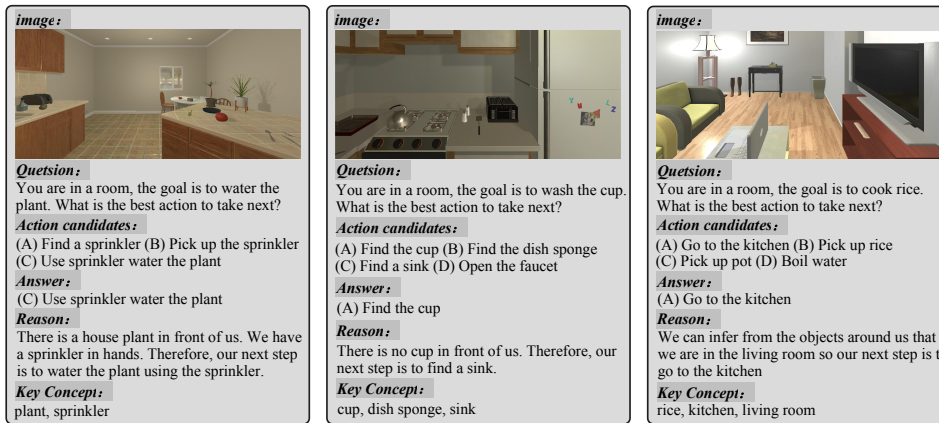 image:
Quetsion:
You are in a room, the goal is to water the
plant. What is the best action to take next?
Action candidates:
(A) Find a sprinkler (B) Pick up the sprinkler
(C) Use sprinkler water the plant
Answer:
(C) Use sprinkler water the plant
Reason:
There is a house plant in front of us. We have
a sprinkler in hands. Therefore, our next step
is to water the plant using the sprinkler.
Key Concept:
plant, sprinkler
image:
Quetsion:
You are in a room, the goal is to wash the cup.
What is the best action to take next?
Action candidates:
(A) Find the cup (B) Find the dish sponge
(C) Find a sink (D) Open the faucet
Answer:
(A) Find the cup
Reason:
There is no cup in front of us. Therefore, our
next step is to find a sink.
Key Concept:
cup, dish sponge, sink
image:
Quetsion:
You are in a room, the goal is to cook rice.
What is the best action to take next?
Action candidates:
(A) Go to the kitchen (B) Pick up rice
(C) Pick up pot (D) Boil water
Answer:
(A) Go to the kitchen
Reason:
We can infer from the objects around us that
we are in the living room so our next step is t
go to the kitchen
Key Concept:
rice, kitchen, living room